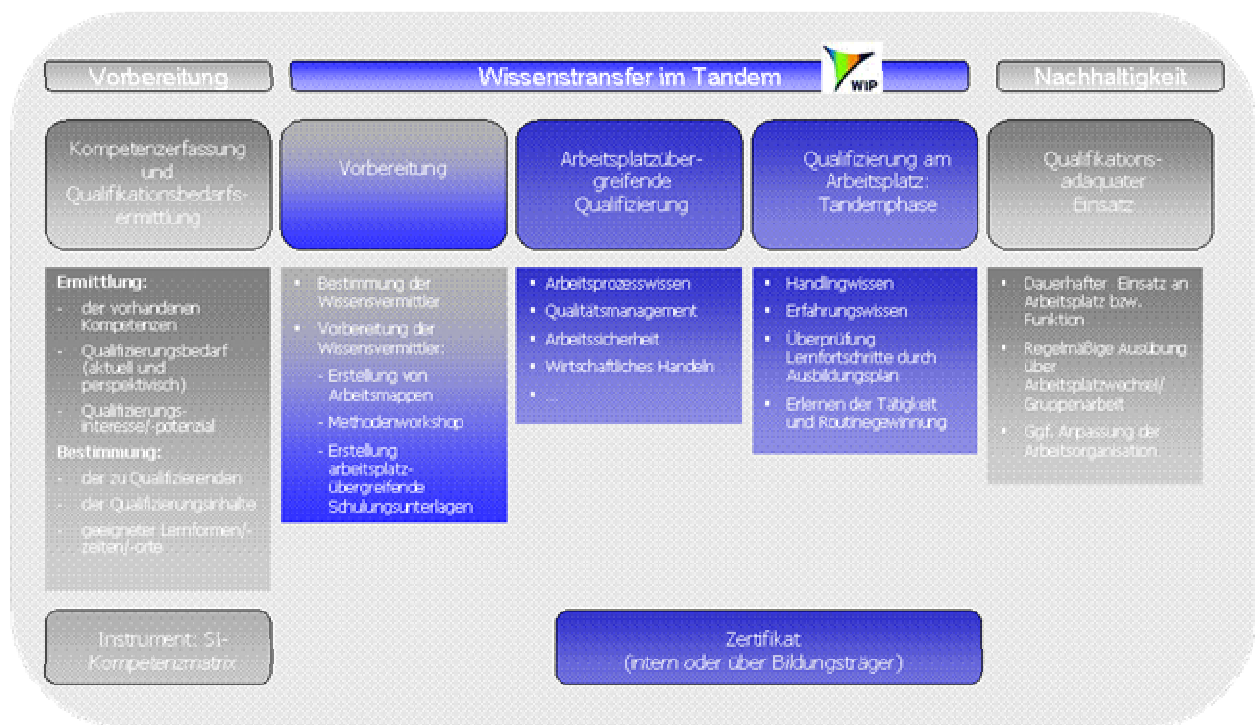 Vorbereitung
Wissenstransfer im Tandem
WIP
Nachhaltigkeit
Kompetenzerfassung
und
Qualifikationsbedarfs-
ermittlung
Vorbereitung
Arbeitsplatzüber-
greifende
Qualifizierung
Qualifizierung am
Arbeitsplatz:
Tandemphase
Qualifikations-
adäquater
Einsatz
Ermittlung:
- der vorhandenen
Kompetenzen
- Qualifizierungsbedarf
(aktuell und
perspektivisch)
- Qualifizierungs-
interesse/-potenzial
Bestimmung:
- der zu Qualifizierenden
- der Qualifizierungsinhalte
- geeigneter Lernformen/-
zeiten/-orte
• Bestimmung der
Wissensvermittler
• Vorbereitung der
Wissensvermittler:
- Erstellung von
Arbeitsmappen
- Methodenworkshop
- Erstellung
arbeitsplatz-
übergreifende
Schulungsunterlagen
• Arbeitsprozesswissen
• Qualitätsmanagement
• Arbeitssicherheit
• Wirtschaftliches Handeln
• ...
• Handlingwissen
• Erfahrungswissen
• Überprüfung
Lernfortschritte durch
Ausbildungsplan
• Erlernen der Tätigkeit
und Routinegewinnung
• Dauerhafter Einsatz an
Arbeitsplatz bzw.
Funktion
• Regelmäßige Ausübung
über
Arbeitsplatzwechsel/
Gruppenarbeit
• Ggf. Anpassung der
Arbeitsorganisation
Instrument: Si-
Kompetenzmatrix
Zertifikat
(intern oder über Bildungsträger)